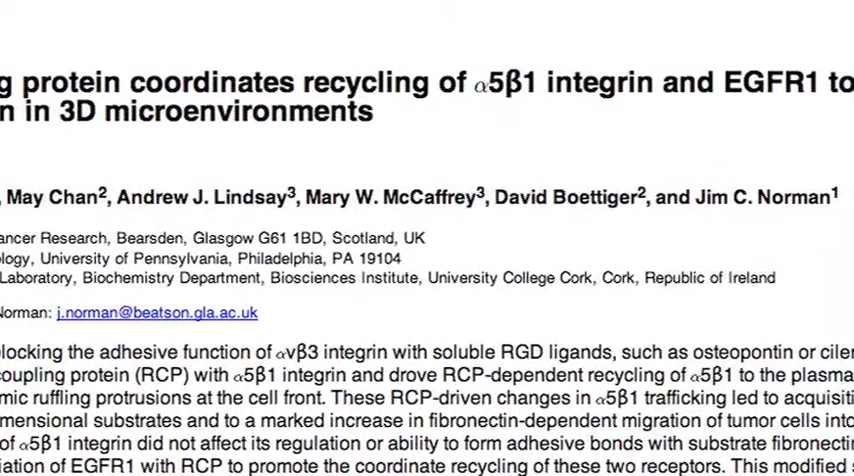 g protein coordinates recycling of α5β1 integrin and EGFR1 to
n in 3D microenvironments
, May Chan², Andrew J. Lindsay³, Mary W. McCaffrey³, David Boettiger², and Jim C. Norman¹
ancer Research, Bearsden, Glasgow G61 1BD, Scotland, UK
ology, University of Pennsylvania, Philadelphia, PA 19104
Laboratory, Biochemistry Department, Biosciences Institute, University College Cork, Cork, Republic of Ireland
Norman: j.norman@beatson.gla.ac.uk
locking the adhesive function of αvβ3 integrin with soluble RGD ligands, such as osteopontin or cilen
coupling protein (RCP) with α5β1 integrin and drove RCP-dependent recycling of α5β1 to the plasma
mic ruffling protrusions at the cell front. These RCP-driven changes in α5β1 trafficking led to acquisiti
mensional substrates and to a marked increase in fibronectin-dependent migration of tumor cells into
of α5β1 integrin did not affect its regulation or ability to form adhesive bonds with substrate fibronectin
iation of EGFR1 with RCP to promote the coordinate recycling of these two receptors. This modified